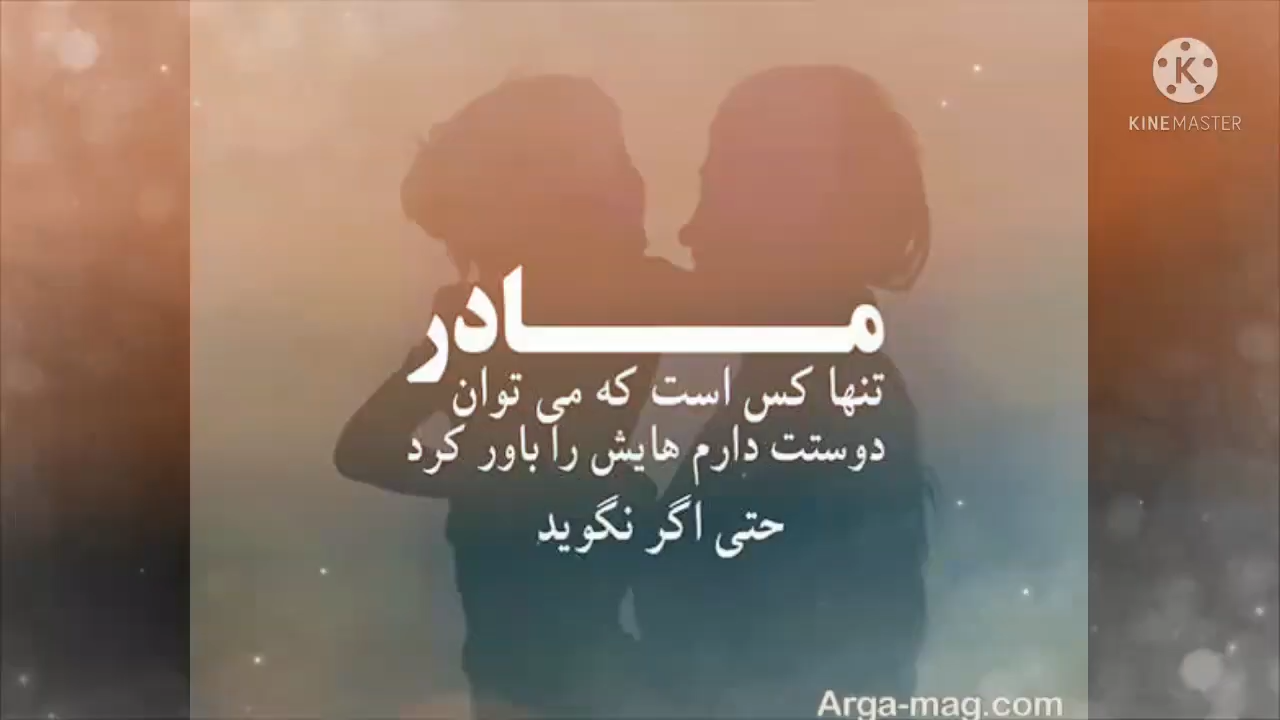 KINEMASTER
مـــادر
تنها کس است که می توان
دوستت دارم هایش را باور کرد
حتی اگر نگوید
Arga-mag.com